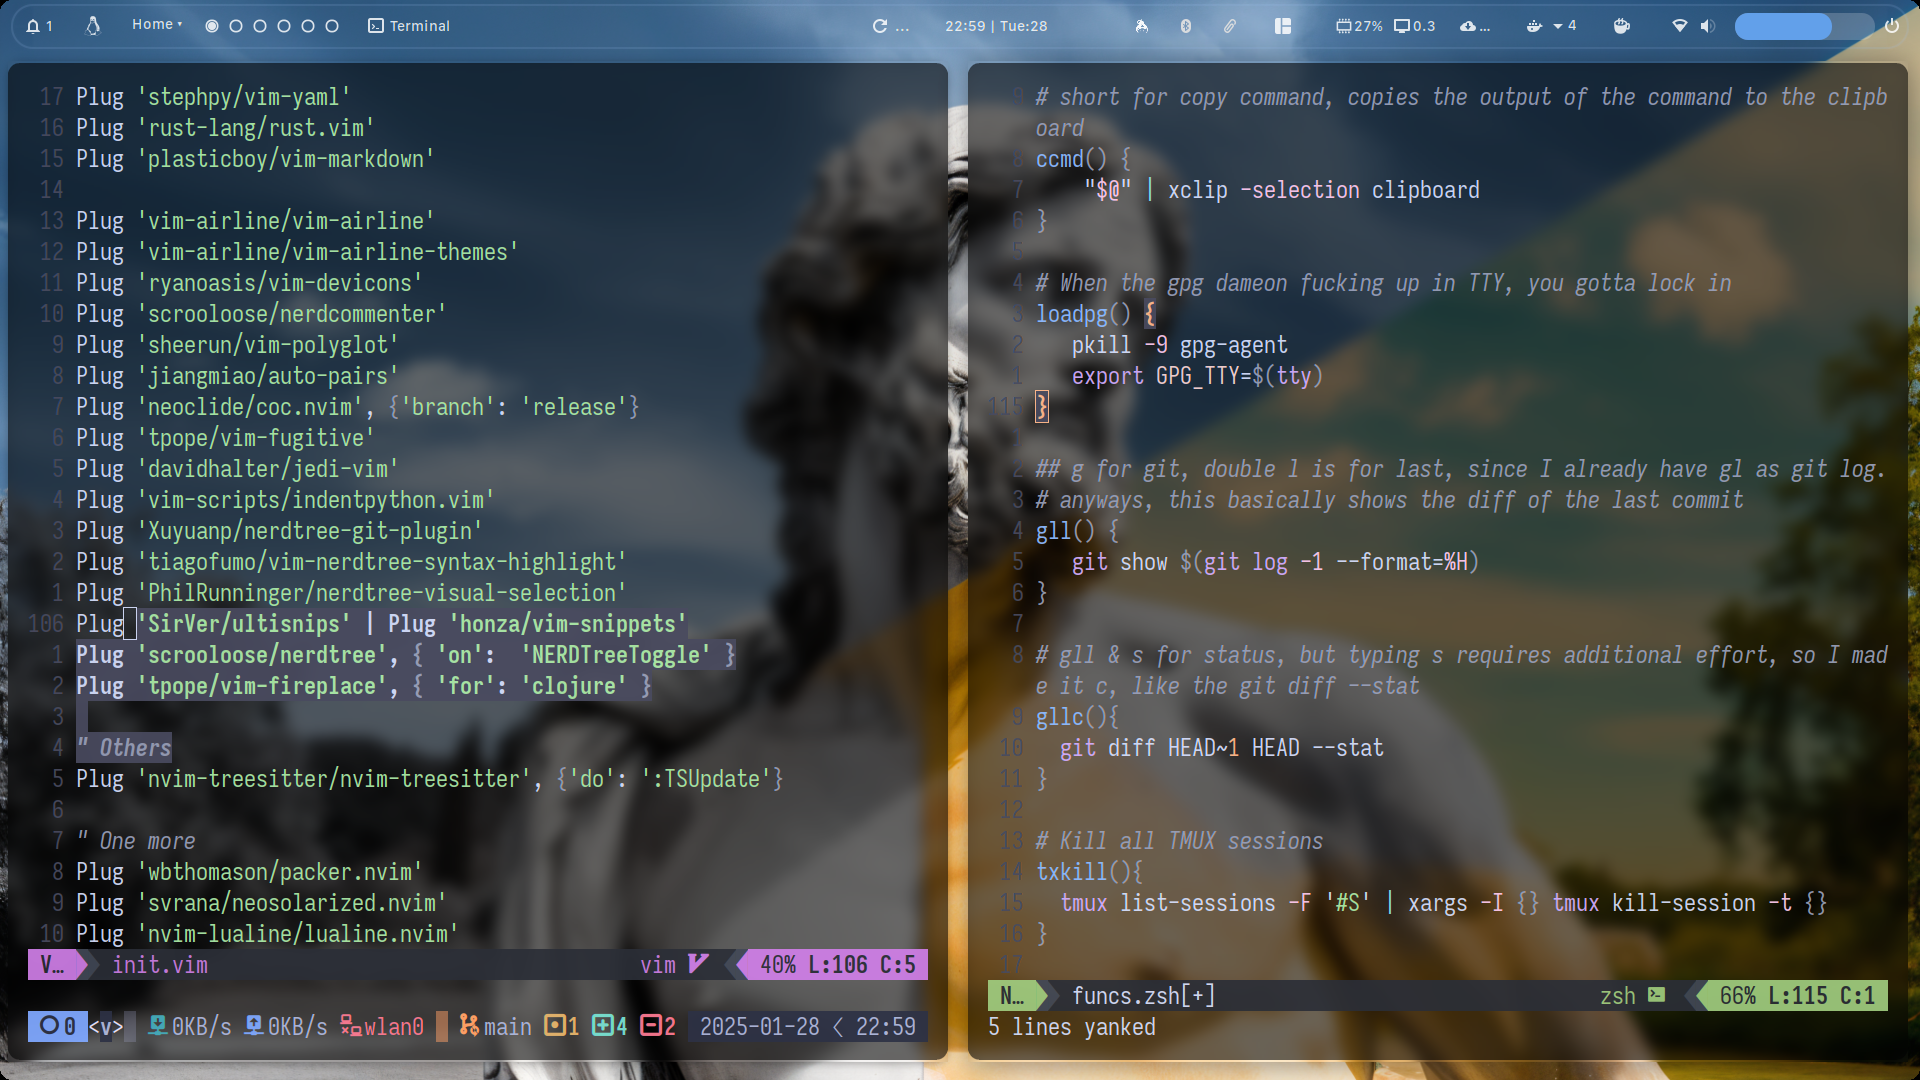 1 Home Terminal ... 22:59 | Tue:28 27% 0.3 ... 4
17 Plug 'stephpy/vim-yaml'
16 Plug 'rust-lang/rust.vim'
15 Plug 'plasticboy/vim-markdown'
14
13 Plug 'vim-airline/vim-airline'
12 Plug 'vim-airline/vim-airline-themes'
11 Plug 'ryanoasis/vim-devicons'
10 Plug 'scrooloose/nerdcommenter'
9 Plug 'sheerun/vim-polyglot'
8 Plug 'jiangmiao/auto-pairs'
7 Plug 'neoclide/coc.nvim', {'branch': 'release'}
6 Plug 'tpope/vim-fugitive'
5 Plug 'davidhalter/jedi-vim'
4 Plug 'vim-scripts/indentpython.vim'
3 Plug 'Xuyuanp/nerdtree-git-plugin'
2 Plug 'tiagofumo/vim-nerdtree-syntax-highlight'
1 Plug 'PhilRunninger/nerdtree-visual-selection'
106 Plug 'SirVer/ultisnips' | Plug 'honza/vim-snippets'
1 Plug 'scrooloose/nerdtree', { 'on':  'NERDTreeToggle' }
2 Plug 'tpope/vim-fireplace', { 'for': 'clojure' }
3
4 " Others
5 Plug 'nvim-treesitter/nvim-treesitter', {'do': ':TSUpdate'}
6
7 " One more
8 Plug 'wbthomason/packer.nvim'
9 Plug 'svrana/neosolarized.nvim'
10 Plug 'nvim-lualine/lualine.nvim'
V… init.vim vim 40% L:106 C:5
0 <v> 0KB/s 0KB/s wlan0 main 1 4 2 2025-01-28 < 22:59
9 # short for copy command, copies the output of the command to the clipb
oard
8 ccmd() {
7     "$@" | xclip -selection clipboard
6 }
5
4 # When the gpg dameon fucking up in TTY, you gotta lock in
3 loadpg() {
2    pkill -9 gpg-agent
1    export GPG_TTY=$(tty)
115 }
1
2 ## g for git, double l is for last, since I already have gl as git log.
3 # anyways, this basically shows the diff of the last commit
4 gll() {
5    git show $(git log -1 --format=%H)
6 }
7
8 # gll & s for status, but typing s requires additional effort, so I mad
e it c, like the git diff --stat
9 gllc(){
10   git diff HEAD~1 HEAD --stat
11 }
12
13 # Kill all TMUX sessions
14 txkill(){
15   tmux list-sessions -F '#S' | xargs -I {} tmux kill-session -t {}
16 }
17
N… funcs.zsh[+] zsh 66% L:115 C:1
5 lines yanked